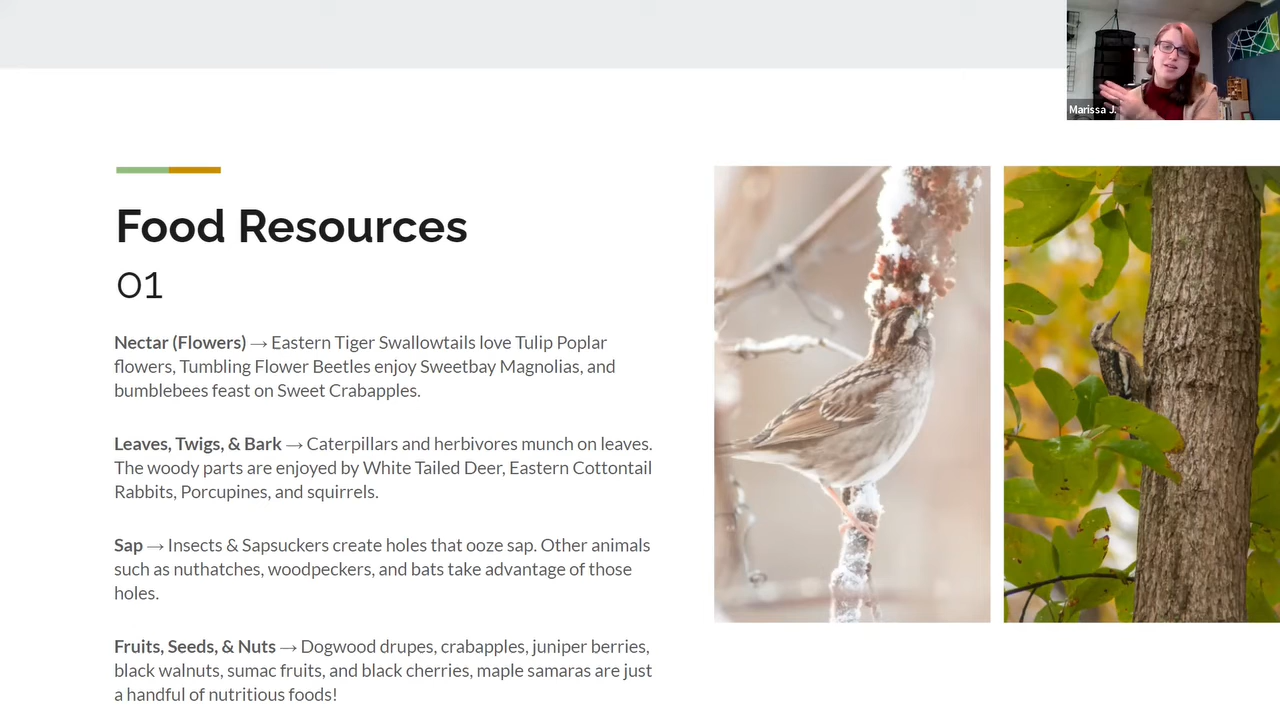 Marissa J.
Food Resources
01
Nectar (Flowers) → Eastern Tiger Swallowtails love Tulip Poplar
flowers, Tumbling Flower Beetles enjoy Sweetbay Magnolias, and
bumblebees feast on Sweet Crabapples.
Leaves, Twigs, & Bark → Caterpillars and herbivores munch on leaves.
The woody parts are enjoyed by White Tailed Deer, Eastern Cottontail
Rabbits, Porcupines, and squirrels.
Sap → Insects & Sapsuckers create holes that ooze sap. Other animals
such as nuthatches, woodpeckers, and bats take advantage of those
holes.
Fruits, Seeds, & Nuts → Dogwood drupes, crabapples, juniper berries,
black walnuts, sumac fruits, and black cherries, maple samaras are just
a handful of nutritious foods!